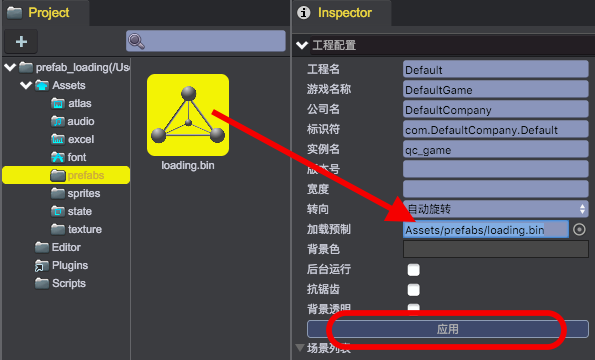 Project
prefab_loading(/Use
Assets
atlas
audio
excel
font
prefabs
sprites
state
texture
Editor
Plugins
Scripts
loading.bin
Inspector
工程配置
工程名 Default
游戏名称 DefaultGame
公司名 DefaultCompany
标识符 com.DefaultCompany.Default
实例名 qc_game
版本号
宽度
转向 自动旋转
加载预制 Assets/prefabs/loading.bin
背景色
后台运行
抗锯齿
背景透明
应用
场景列表